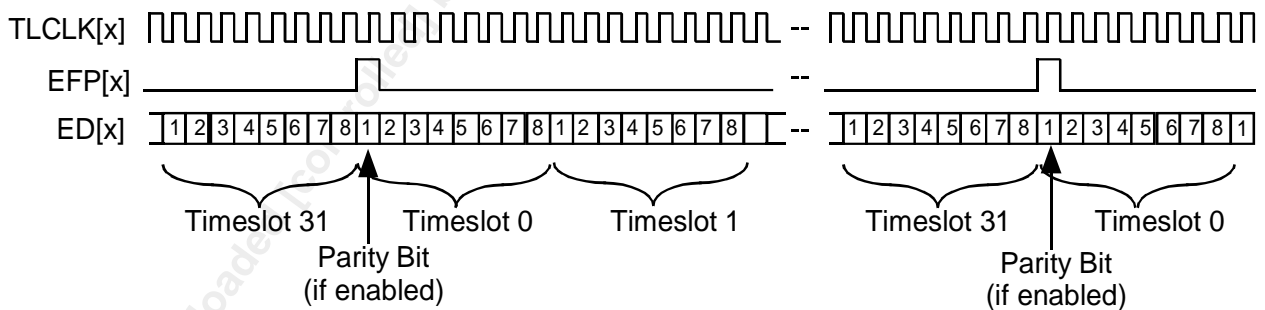 TLCLK[x] --
EFP[x] --
ED[x] 1 2 3 4 5 6 7 8 1 2 3 4 5 6 7 8 1 2 3 4 5 6 7 8 -- 1 2 3 4 5 6 7 8 1 2 3 4 5 6 7 8 1
Timeslot 31 Timeslot 0 Timeslot 1 Timeslot 31 Timeslot 0
Parity Bit
(if enabled)
Parity Bit
(if enabled)